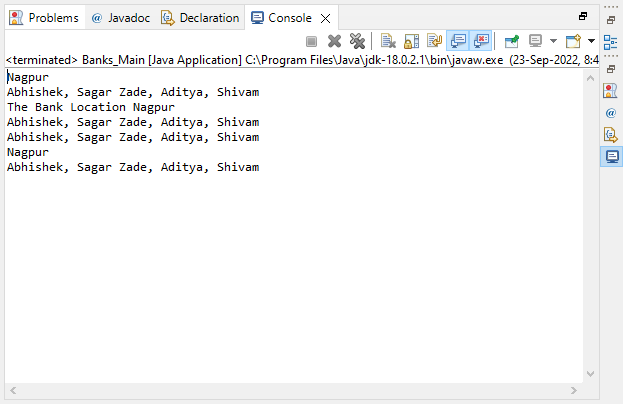 Problems @ Javadoc Declaration Console
<terminated> Banks_Main [Java Application] C:\Program Files\Java\jdk-18.0.2.1\bin\javaw.exe (23-Sep-2022, 8:4
Nagpur
Abhishek, Sagar Zade, Aditya, Shivam
The Bank Location Nagpur
Abhishek, Sagar Zade, Aditya, Shivam
Abhishek, Sagar Zade, Aditya, Shivam
Nagpur
Abhishek, Sagar Zade, Aditya, Shivam